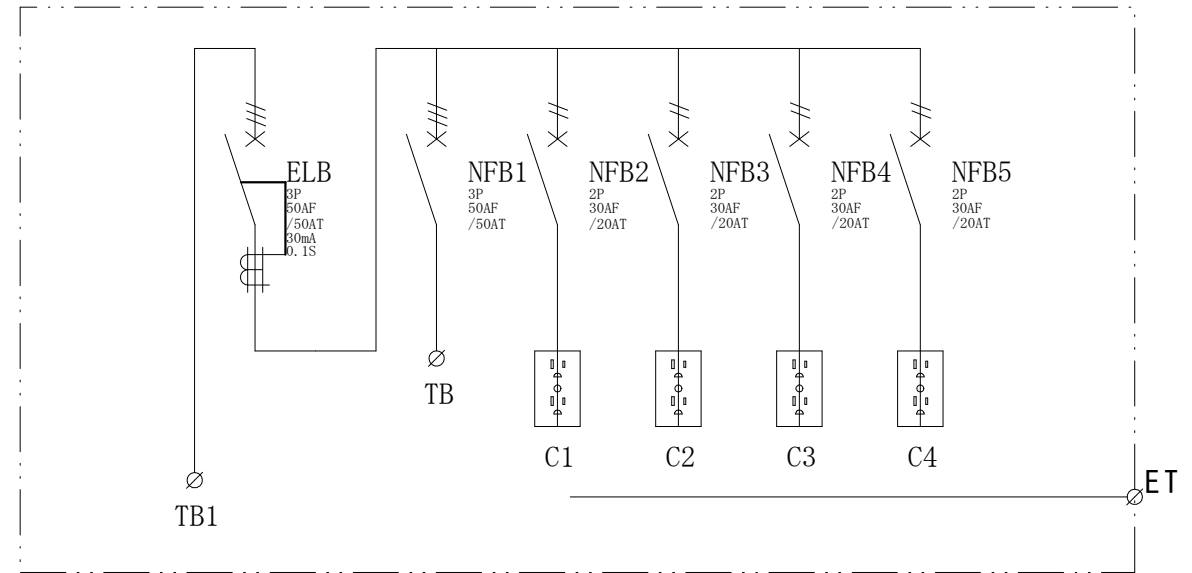 ELB
3P
50AF
/50AT
30mA
0.1S
NFB1
3P
50AF
/50AT
NFB2
2P
30AF
/20AT
NFB3
2P
30AF
/20AT
NFB4
2P
30AF
/20AT
NFB5
2P
30AF
/20AT
TB
C1
C2
C3
C4
TB1
ET